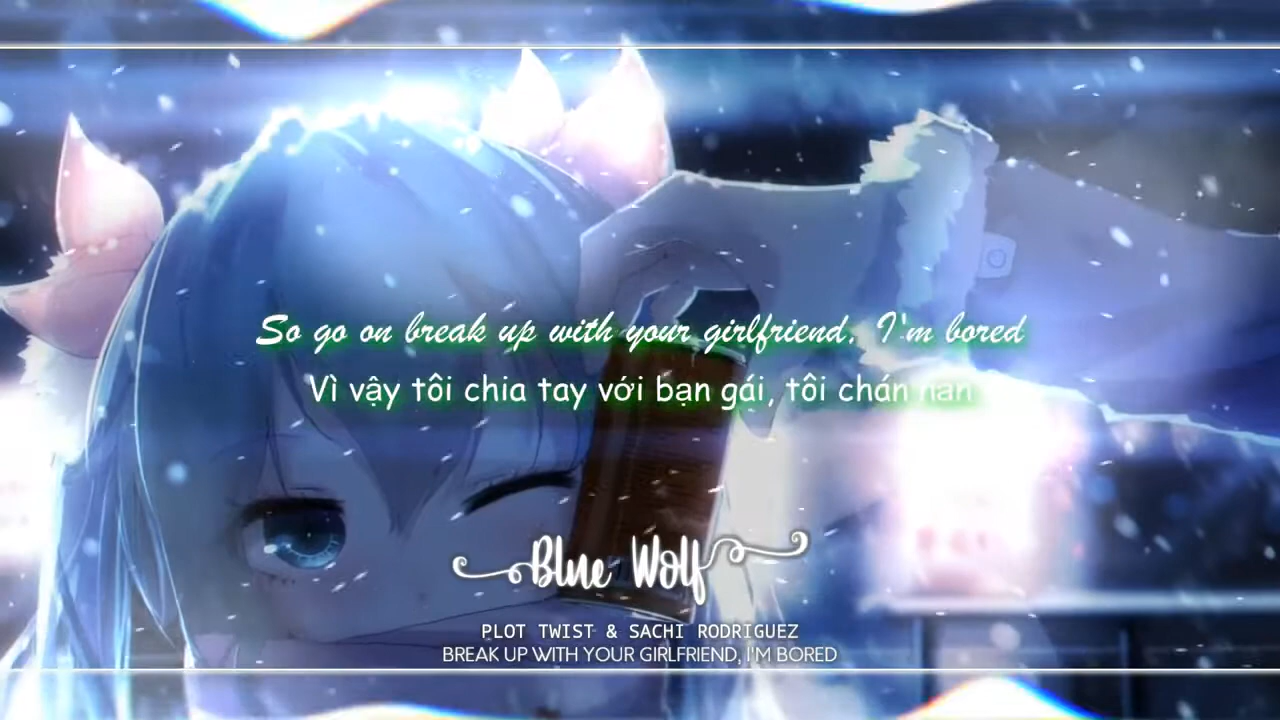 So go on break up with your girlfriend, I'm bored
Vì vậy tôi chia tay với bạn gái, tôi chán nản
Blue Wolf
PLOT TWIST & SACHI RODRIGUEZ
BREAK UP WITH YOUR GIRLFRIEND, I'M BORED